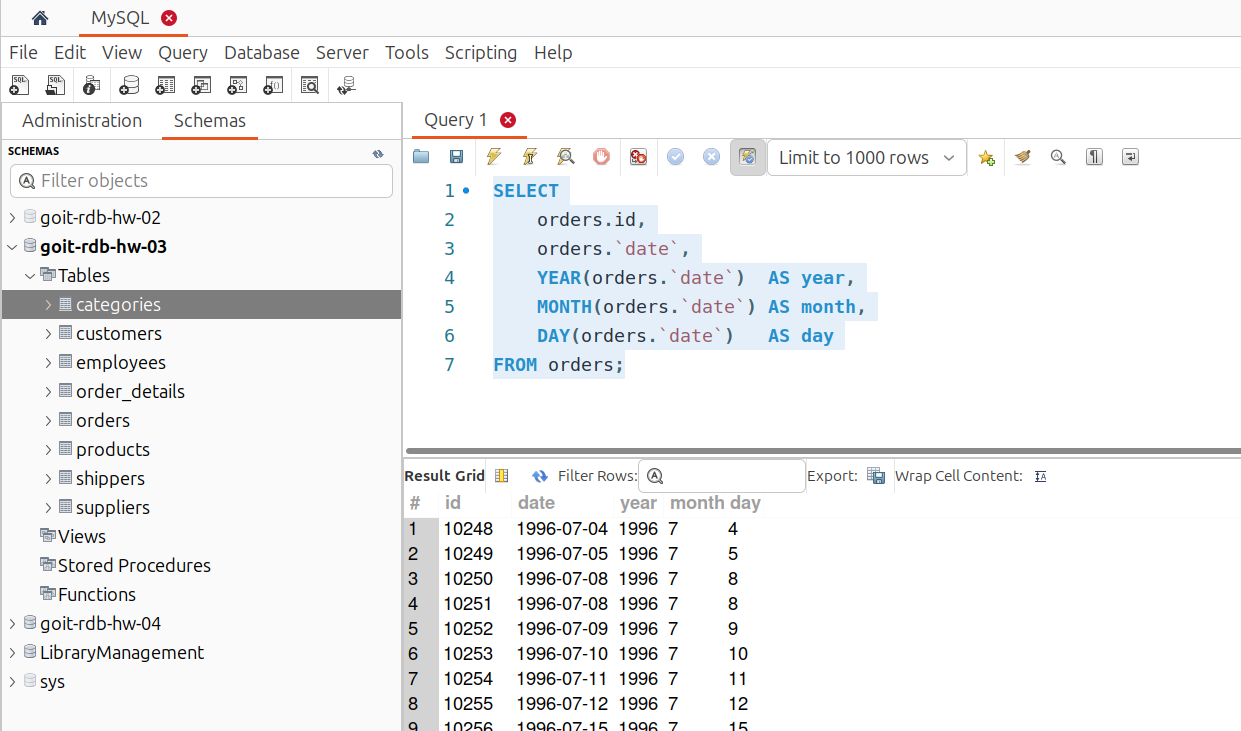 MySQL
File Edit View Query Database Server Tools Scripting Help
Administration Schemas
SCHEMAS
Filter objects
goit-rdb-hw-02
goit-rdb-hw-03
Tables
categories
customers
employees
order_details
orders
products
shippers
suppliers
Views
Stored Procedures
Functions
goit-rdb-hw-04
LibraryManagement
sys
Query 1
Limit to 1000 rows
1 SELECT
2 orders.id,
3 orders.`date`,
4 YEAR(orders.`date`) AS year,
5 MONTH(orders.`date`) AS month,
6 DAY(orders.`date`) AS day
7 FROM orders;
Result Grid Filter Rows: Export: Wrap Cell Content:
# id date year month day
1 10248 1996-07-04 1996 7 4
2 10249 1996-07-05 1996 7 5
3 10250 1996-07-08 1996 7 8
4 10251 1996-07-08 1996 7 8
5 10252 1996-07-09 1996 7 9
6 10253 1996-07-10 1996 7 10
7 10254 1996-07-11 1996 7 11
8 10255 1996-07-12 1996 7 12
9 10256 1996-07-15 1996 7 15